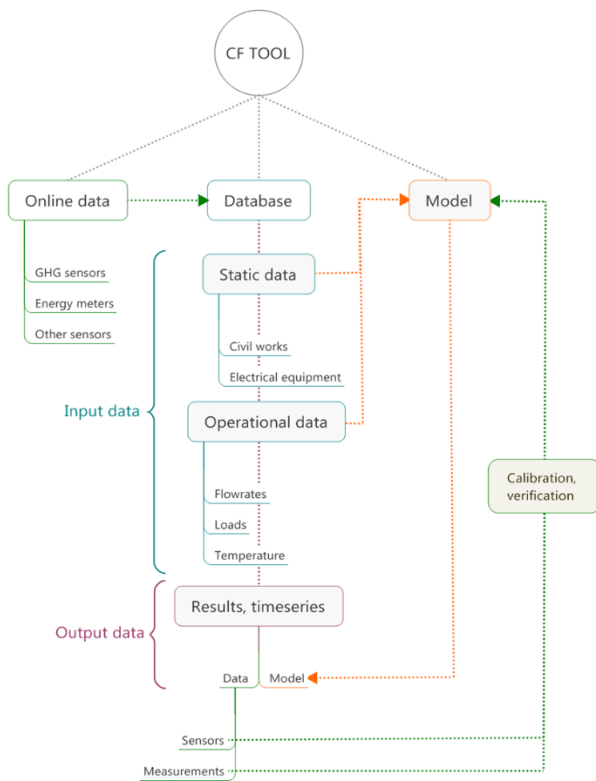 CF TOOL
Online data
Database
Model
GHG sensors
Energy meters
Other sensors
Static data
Civil works
Electrical equipment
Input data
Operational data
Flowrates
Loads
Temperature
Calibration,
verification
Results, timeseries
Output data
Data
Model
Sensors
Measurements